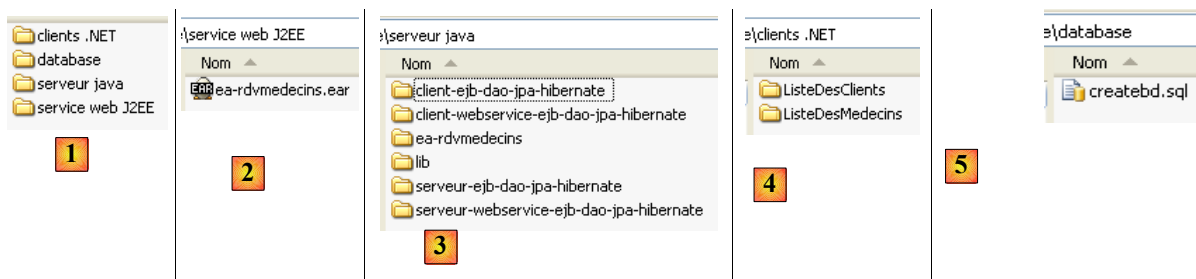 clients .NET
database
serveur java
service web J2EE
1
\service web J2EE
Nom
EAR
ea-rdvmedecins.ear
2
e\serveur java
Nom
client-ejb-dao-jpa-hibernate
client-webservice-ejb-dao-jpa-hibernate
ea-rdvmedecins
lib
serveur-ejb-dao-jpa-hibernate
serveur-webservice-ejb-dao-jpa-hibernate
3
e\clients .NET
Nom
ListeDesClients
ListeDesMedecins
4
5
e\database
Nom
createbd.sql